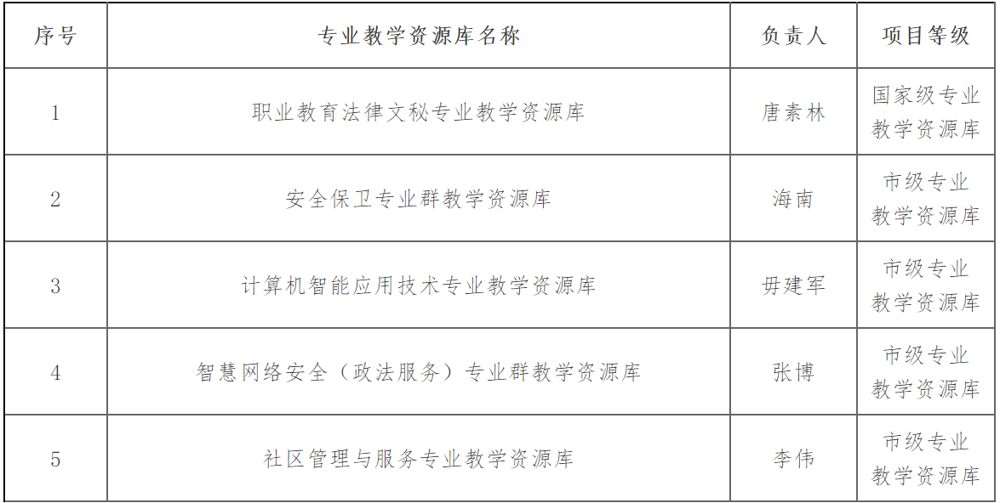 序号 专业教学资源库名称 负责人 项目等级
1 职业教育法律文秘专业教学资源库 唐素林 国家级专业
教学资源库
2 安全保卫专业群教学资源库 海南 市级专业
教学资源库
3 计算机智能应用技术专业教学资源库 毋建军 市级专业
教学资源库
4 智慧网络安全（政法服务）专业群教学资源库 张博 市级专业
教学资源库
5 社区管理与服务专业教学资源库 李伟 市级专业
教学资源库